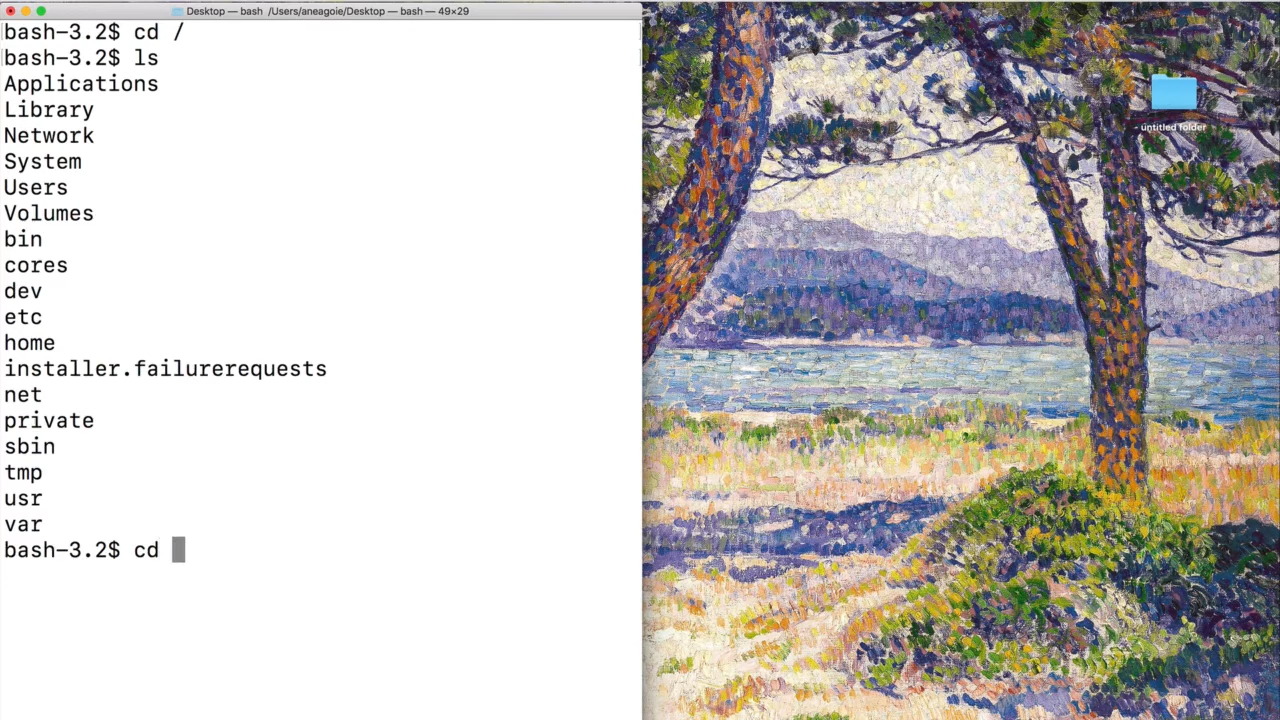 Desktop — bash /Users/aneagoie/Desktop — bash — 49×29
bash-3.2$ cd /
bash-3.2$ ls
Applications
Library
Network
System
Users
Volumes
bin
cores
dev
etc
home
installer.failurerequests
net
private
sbin
tmp
usr
var
bash-3.2$ cd
untitled folder